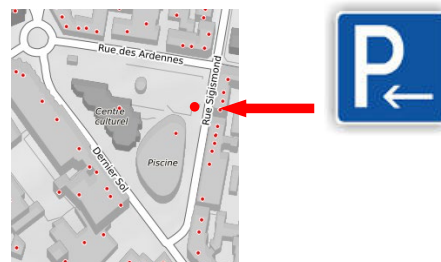 Rue des Ardennes
Rue Sigismond
Centre
culturel
Dernier Sol
Piscine
P